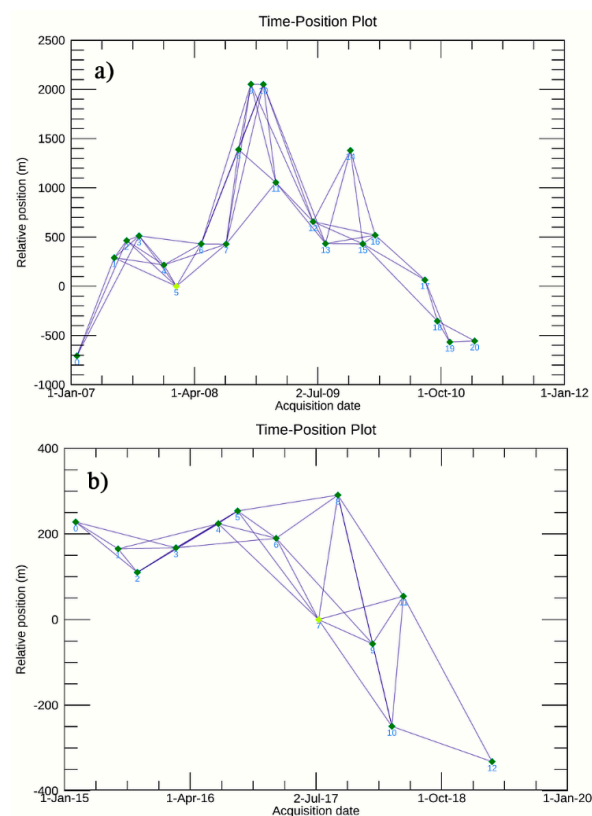 Time-Position Plot
a)
2500
2000
1500
1000
500
0
-500
-1000
Relative position (m)
0
1
2
3
4
5
6
7
8
11
12
13
14
15
16
17
18
19
20
1-Jan-07
1-Apr-08
2-Jul-09
1-Oct-10
1-Jan-12
Acquisition date
Time-Position Plot
b)
400
200
0
-200
-400
Relative position (m)
0
1
2
3
4
5
6
7
8
9
10
11
12
1-Jan-15
1-Apr-16
2-Jul-17
1-Oct-18
1-Jan-20
Acquisition date